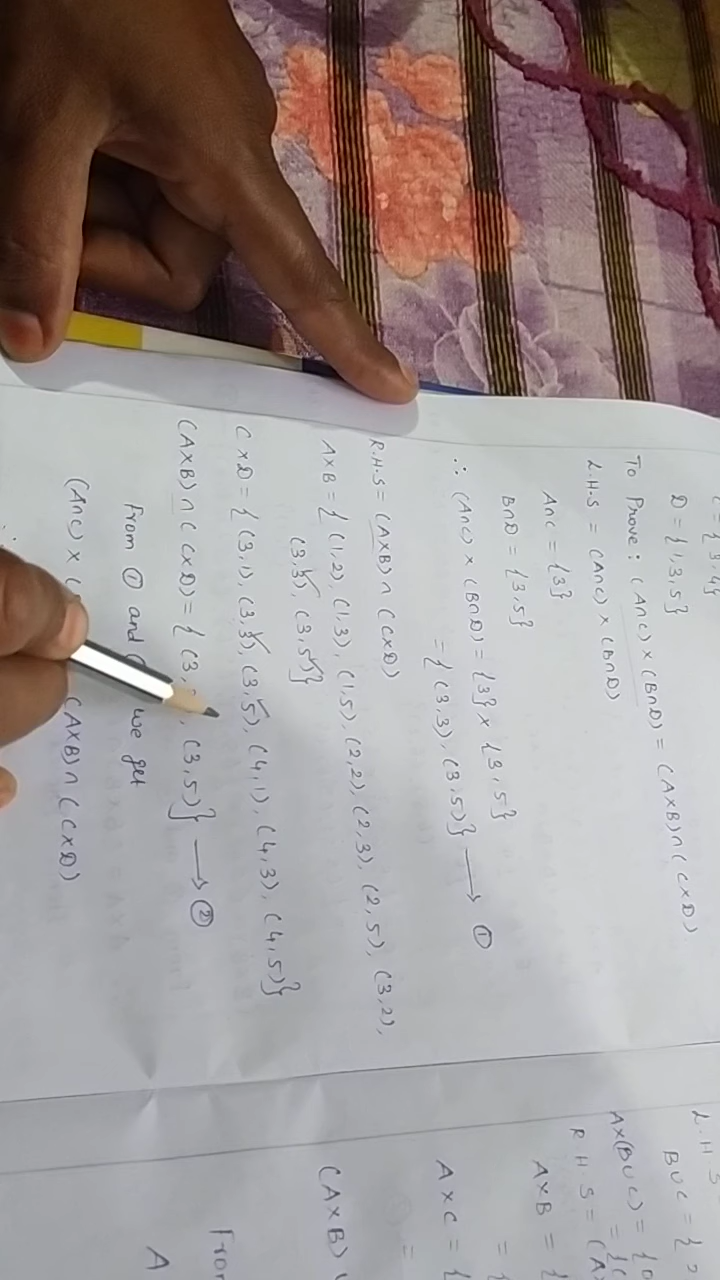 D = {1,3,5}
To Prove : (A∩C) × (B∩D) = (A×B)∩(C×D)
L.H.S = (A∩C) × (B∩D)
A∩C = {3}
B∩D = {3,5}
∴ (A∩C) × (B∩D) = {3} × {3,5}
= {(3,3), (3,5)} → ①
R.H.S = (A×B)∩(C×D)
A×B = {(1,2), (1,3), (1,5), (2,2), (2,3), (2,5), (3,2),
(3,3), (3,5)}
C×D = {(3,1), (3,3), (3,5), (4,1), (4,3), (4,5)}
(A×B)∩(C×D) = {(3, (3,5)} → ②
From ① and we get
(A∩C) × (A×B)∩(C×D)
L.H.S
B∪C = {
A×(B∪C) = {
= {
R.H.S = (A
A×B = {
= {
A×C = {
=
(A×B)
From
A